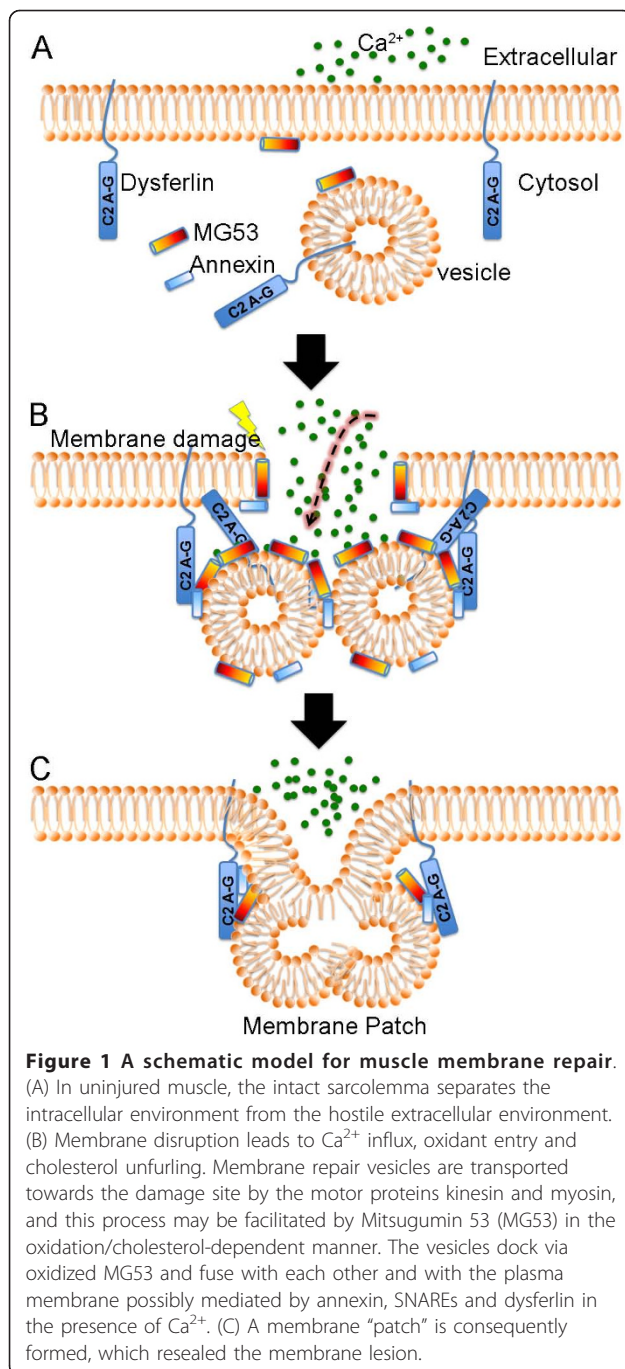 A
Ca²⁺
Extracellular
C2 A-G
Dysferlin
C2 A-G
Cytosol
MG53
Annexin
C2 A-G
vesicle
B
Membrane damage
C2 A-G
C2 A-G
C2 A-G
C2 A-G
C
C2 A-G
C2 A-G
Membrane Patch
Figure 1 A schematic model for muscle membrane repair.
(A) In uninjured muscle, the intact sarcolemma separates the
intracellular environment from the hostile extracellular environment.
(B) Membrane disruption leads to Ca²⁺ influx, oxidant entry and
cholesterol unfurling. Membrane repair vesicles are transported
towards the damage site by the motor proteins kinesin and myosin,
and this process may be facilitated by Mitsugumin 53 (MG53) in the
oxidation/cholesterol-dependent manner. The vesicles dock via
oxidized MG53 and fuse with each other and with the plasma
membrane possibly mediated by annexin, SNAREs and dysferlin in
the presence of Ca²⁺. (C) A membrane “patch” is consequently
formed, which resealed the membrane lesion.